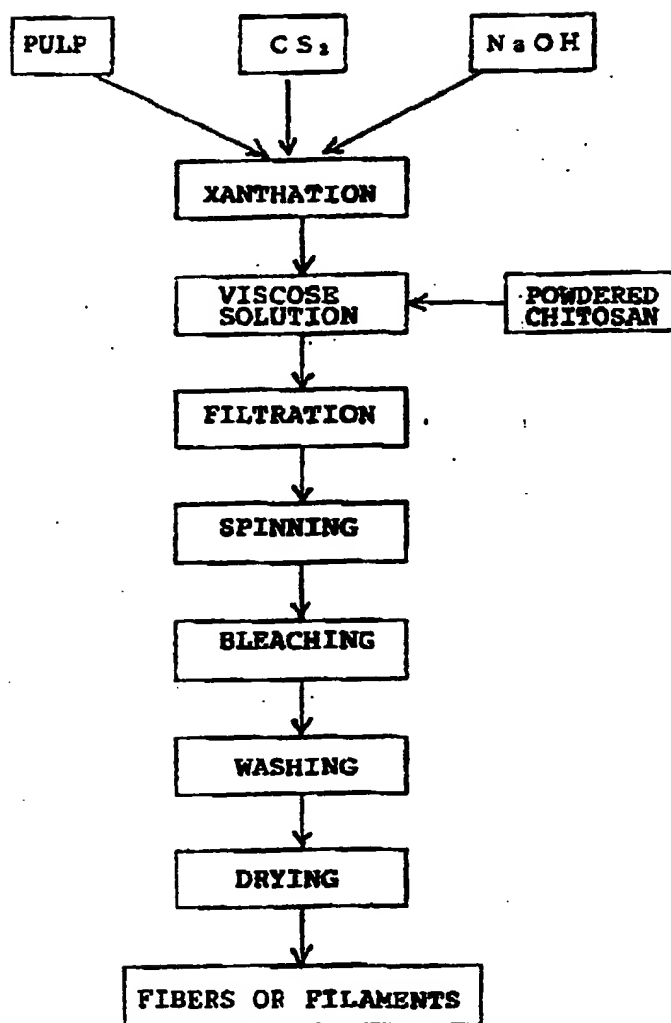 PULP
CS₂
NaOH
XANTHATION
VISCOSE
SOLUTION
POWDERED
CHITOSAN
FILTRATION
SPINNING
BLEACHING
WASHING
DRYING
FIBERS OR FILAMENTS